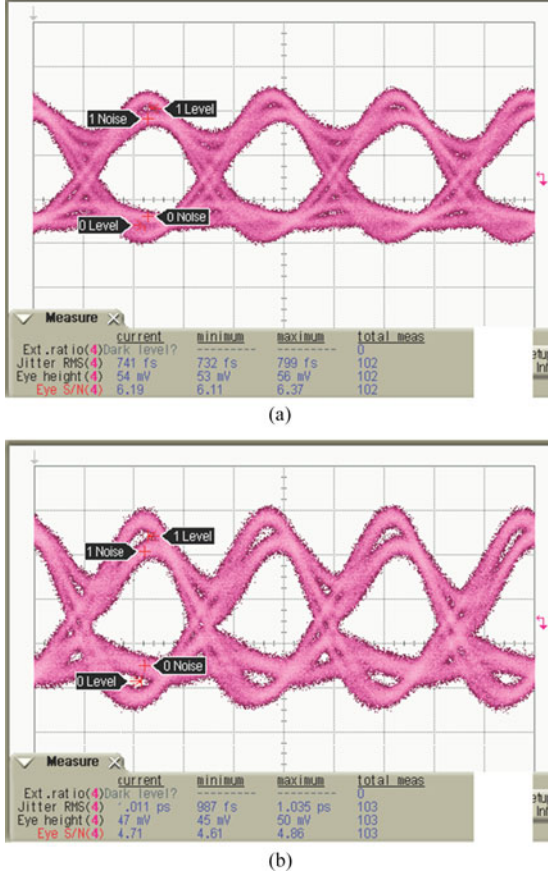 1 Level
1 Noise
0 Noise
0 Level
Measure
current minimum maximum total meas
Ext.ratio(4) Dark level? --------- --------- 0
Jitter RMS(4) 741 fs 732 fs 799 fs 102
Eye height(4) 54 mV 53 mV 56 mV 102
Eye S/N(4) 6.19 6.11 6.37 102
(a)
1 Level
1 Noise
0 Noise
0 Level
Measure
current minimum maximum total meas
Ext.ratio(4) Dark level? --------- --------- 0
Jitter RMS(4) 1.011 ps 987 fs 1.035 ps 103
Eye height(4) 47 mV 45 mV 50 mV 103
Eye S/N(4) 4.71 4.61 4.86 103
(b)